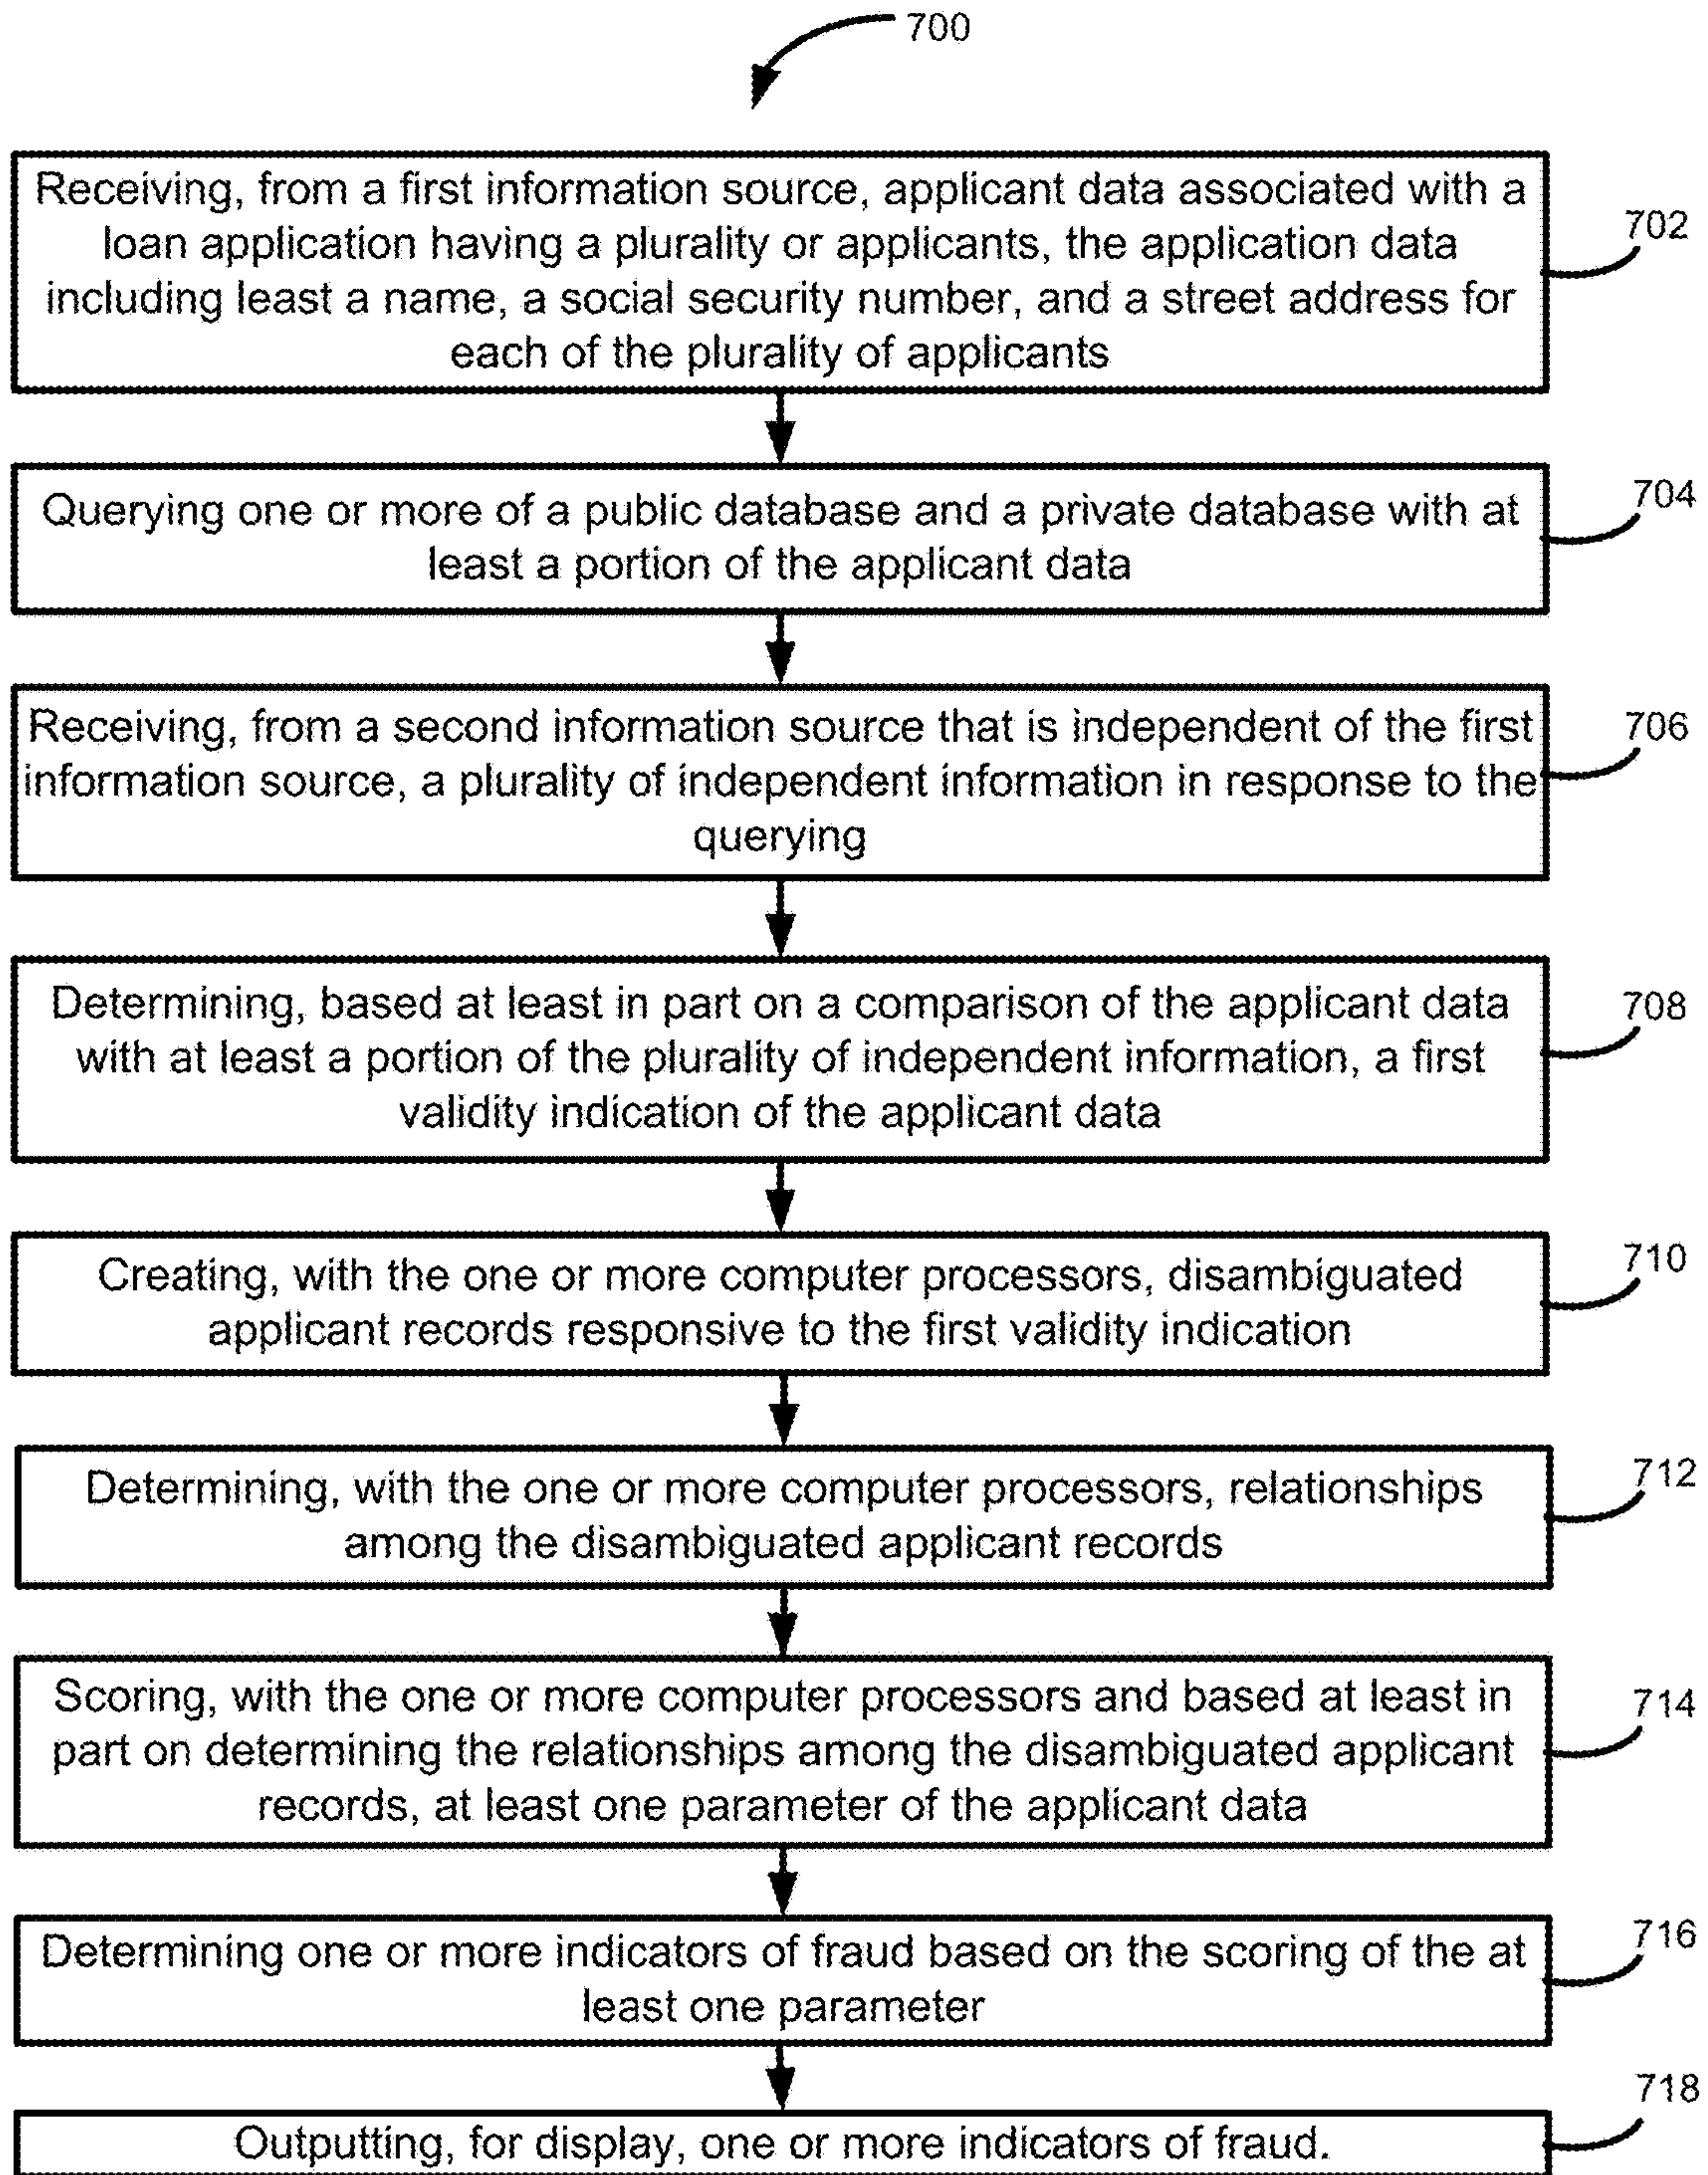 700
Receiving, from a first information source, applicant data associated with a
loan application having a plurality or applicants, the application data
including least a name, a social security number, and a street address for
each of the plurality of applicants
702
Querying one or more of a public database and a private database with at
least a portion of the applicant data
704
Receiving, from a second information source that is independent of the first
information source, a plurality of independent information in response to the
querying
706
Determining, based at least in part on a comparison of the applicant data
with at least a portion of the plurality of independent information, a first
validity indication of the applicant data
708
Creating, with the one or more computer processors, disambiguated
applicant records responsive to the first validity indication
710
Determining, with the one or more computer processors, relationships
among the disambiguated applicant records
712
Scoring, with the one or more computer processors and based at least in
part on determining the relationships among the disambiguated applicant
records, at least one parameter of the applicant data
714
Determining one or more indicators of fraud based on the scoring of the at
least one parameter
716
Outputting, for display, one or more indicators of fraud.
718